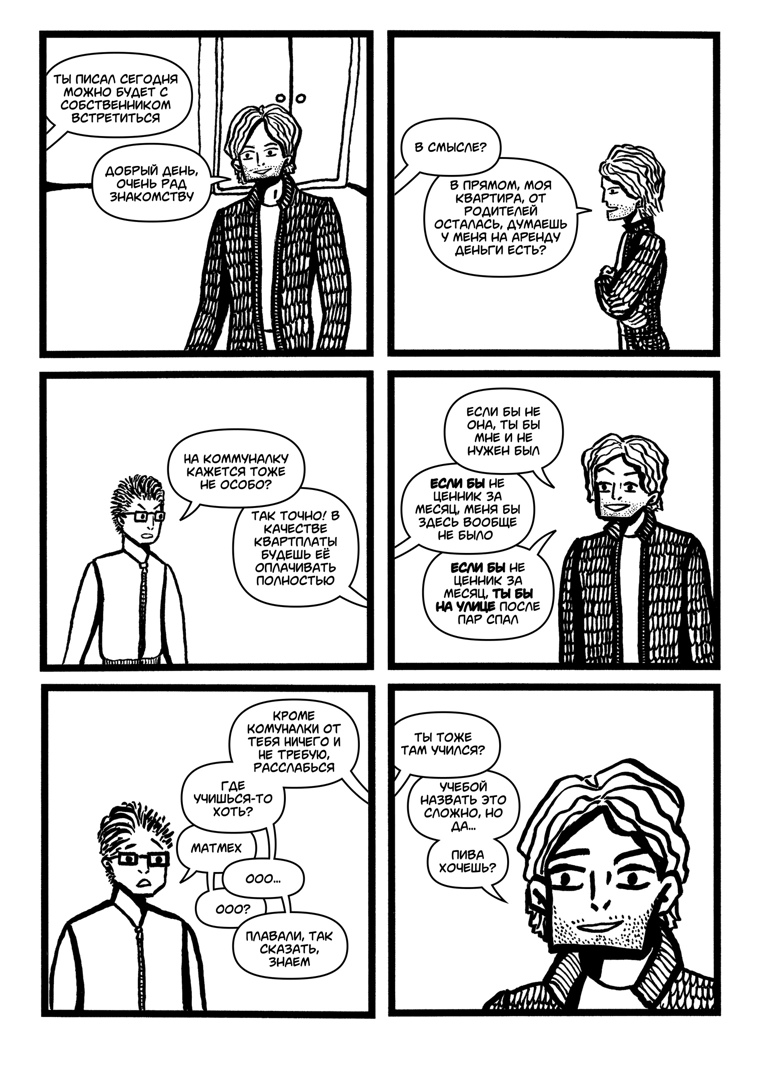 ТЫ ПИСАЛ СЕГОДНЯ
МОЖНО БУДЕТ С
СОБСТВЕННИКОМ
ВСТРЕТИТЬСЯ
ДОБРЫЙ ДЕНЬ,
ОЧЕНЬ РАД
ЗНАКОМСТВУ
В СМЫСЛЕ?
В ПРЯМОМ, МОЯ
КВАРТИРА, ОТ
РОДИТЕЛЕЙ
ОСТАЛАСЬ, ДУМАЕШЬ
У МЕНЯ НА АРЕНДУ
ДЕНЬГИ ЕСТЬ?
НА КОММУНАЛКУ
КАЖЕТСЯ ТОЖЕ
НЕ ОСОБО?
ТАК ТОЧНО! В
КАЧЕСТВЕ
КВАРТПЛАТЫ
БУДЕШЬ ЕЁ
ОПЛАЧИВАТЬ
ПОЛНОСТЬЮ
ЕСЛИ БЫ НЕ
ОНА, ТЫ БЫ
МНЕ И НЕ
НУЖЕН БЫЛ
ЕСЛИ БЫ НЕ
ЦЕННИК ЗА
МЕСЯЦ, МЕНЯ БЫ
ЗДЕСЬ ВООБЩЕ
НЕ БЫЛО
ЕСЛИ БЫ НЕ
ЦЕННИК ЗА
МЕСЯЦ, ТЫ БЫ
НА УЛИЦЕ ПОСЛЕ
ПАР СПАЛ
КРОМЕ
КОМУНАЛКИ ОТ
ТЕБЯ НИЧЕГО И
НЕ ТРЕБУЮ,
РАССЛАБЬСЯ
ГДЕ
УЧИШЬСЯ-ТО
ХОТЬ?
МАТМЕХ
ООО...
ООО?
ПЛАВАЛИ, ТАК
СКАЗАТЬ,
ЗНАЕМ
ТЫ ТОЖЕ
ТАМ УЧИЛСЯ?
УЧЕБОЙ
НАЗВАТЬ ЭТО
СЛОЖНО, НО
ДА...
ПИВА
ХОЧЕШЬ?